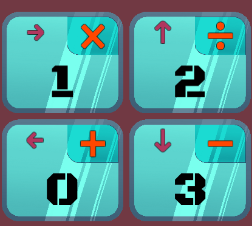 → × ↑ ÷
1 2
← + ↓ −
0 3